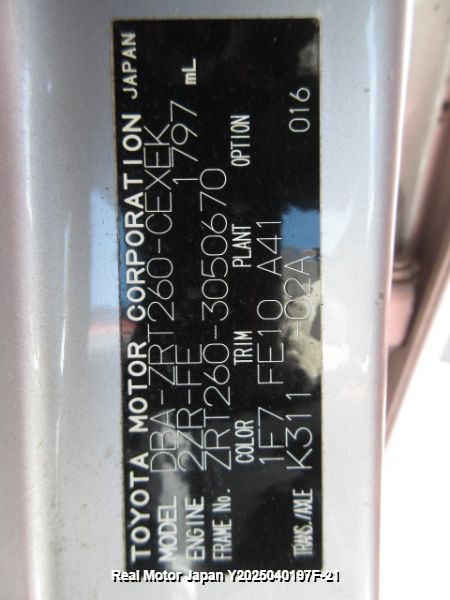 TOYOTA MOTOR CORPORATION JAPAN
MODEL DBA-ZRT260-CEXEK
ENGINE 2ZR-FE 1797 mL
FRAME No. ZRT260-3050670
COLOR TRIM PLANT OPTION
1F7 FE10 A41
TRANS./AXLE K311 -02A 016
Real Motor Japan Y2025040197F-21